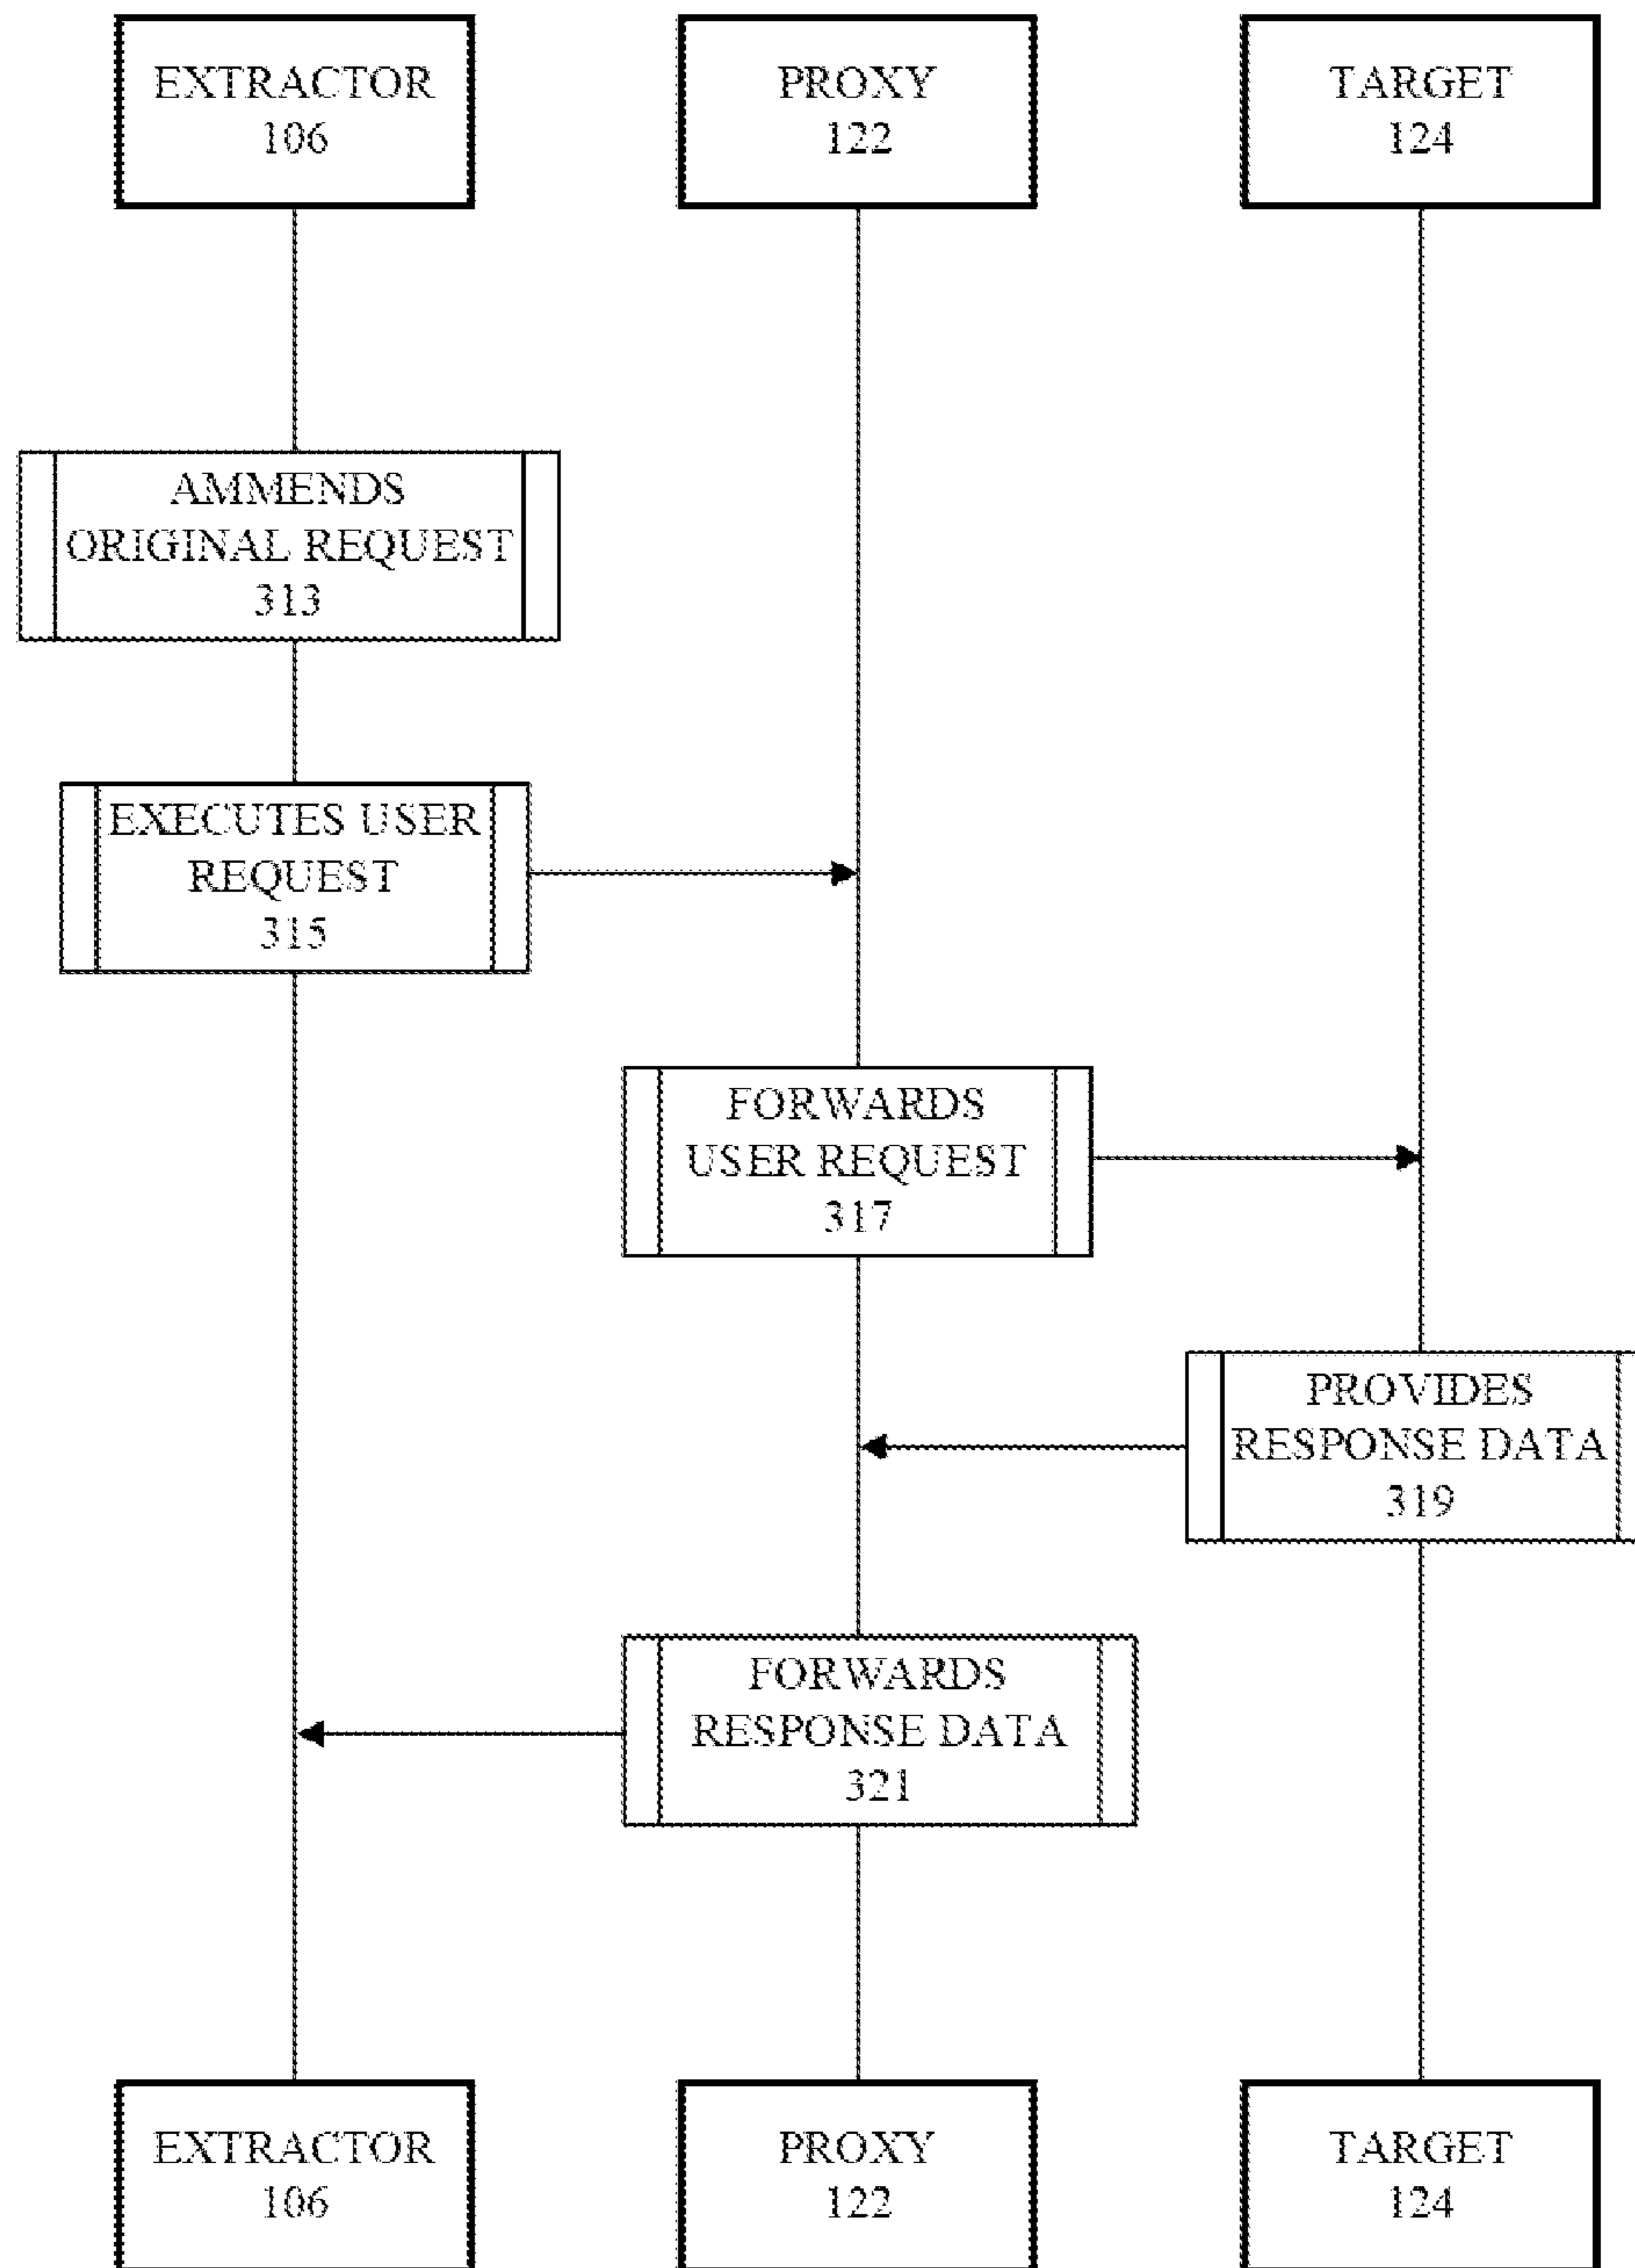 EXTRACTOR
106
PROXY
122
TARGET
124
AMMENDS
ORIGINAL REQUEST
313
EXECUTES USER
REQUEST
315
FORWARDS
USER REQUEST
317
PROVIDES
RESPONSE DATA
319
FORWARDS
RESPONSE DATA
321
EXTRACTOR
106
PROXY
122
TARGET
124